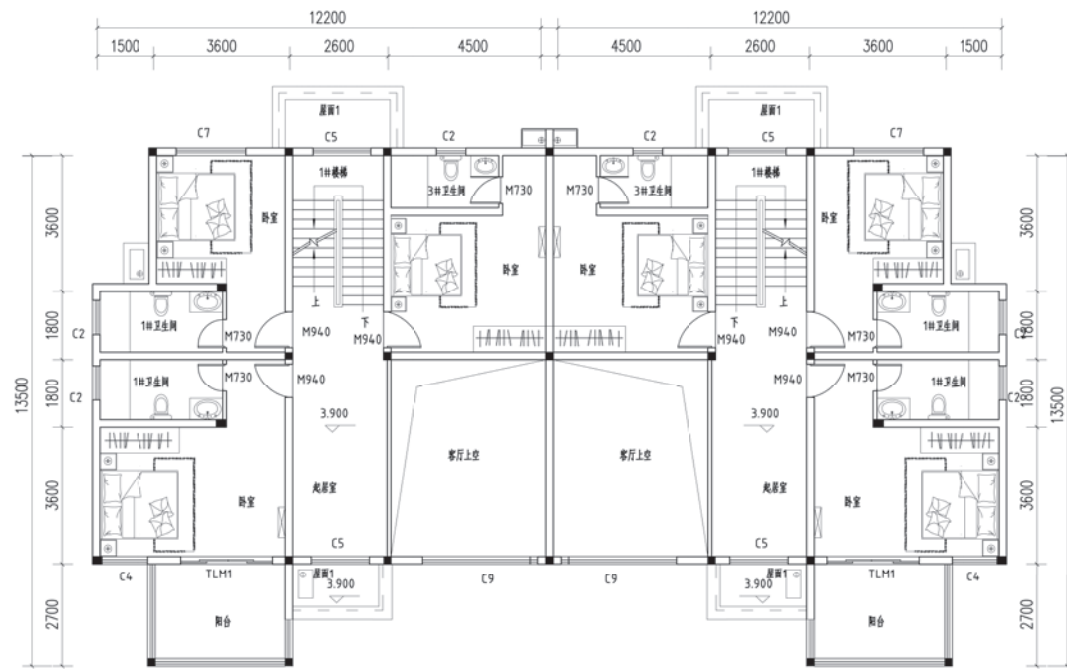 12200
12200
1500
3600
2600
4500
4500
2600
3600
1500
屋面1
屋面1
C7
C5
C2
C2
C5
C7
1#楼梯
1#楼梯
3#卫生间
M730
M730
3#卫生间
卧室
卧室
卧室
卧室
3600
3600
上
下
下
上
C2
1#卫生间
M730
M940
M940
M940
M940
M730
1#卫生间
C2
1800
1800
13500
1800
C2
1#卫生间
M730
M940
M940
M730
1#卫生间
C2
1800
13500
3.900
3.900
客厅上空
客厅上空
3600
卧室
起居室
起居室
卧室
3600
C5
C5
C4
TLM1
屋面1
3.900
C9
C9
3.900
屋面1
TLM1
C4
2700
阳台
阳台
2700